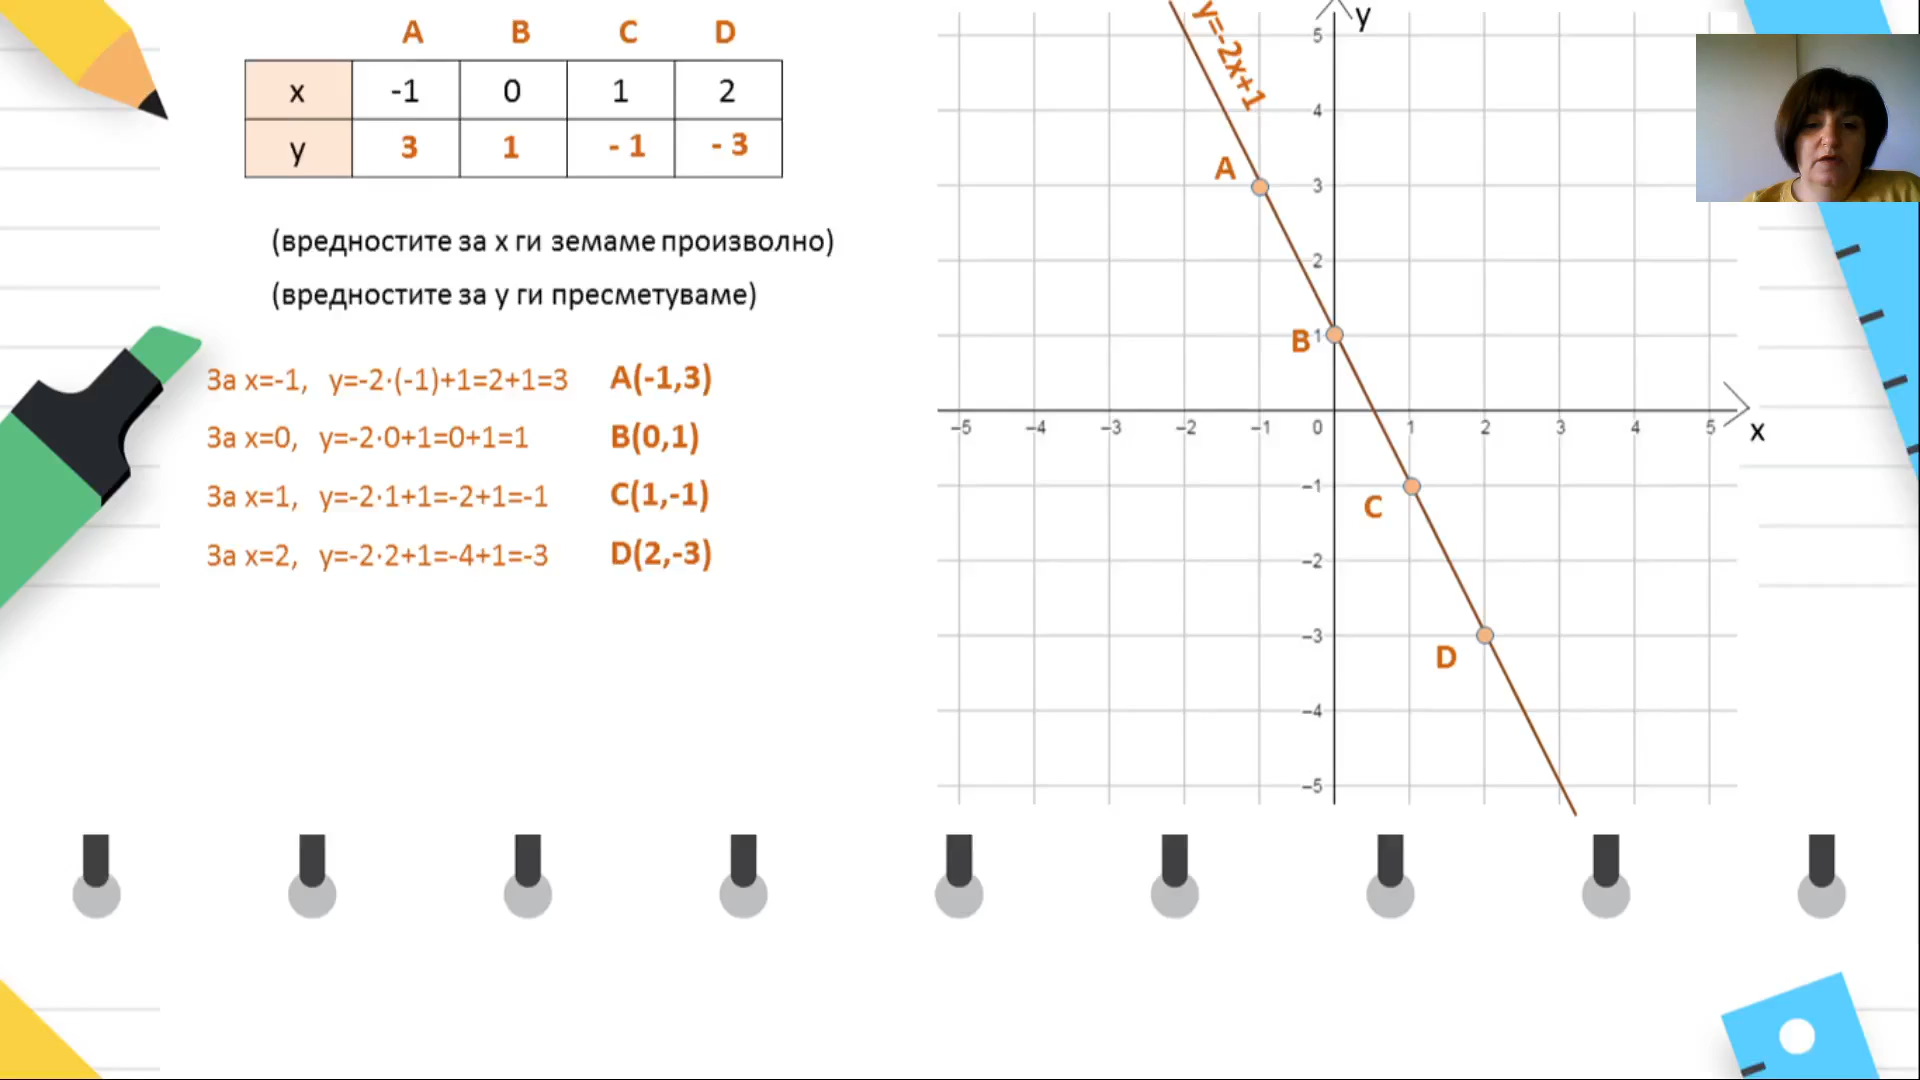 A B C D
x -1 0 1 2
y 3 1 - 1 - 3
(вредностите за x ги земаме произволно)
(вредностите за y ги пресметуваме)
За x=-1, y=-2·(-1)+1=2+1=3 A(-1,3)
За x=0, y=-2·0+1=0+1=1 B(0,1)
За x=1, y=-2·1+1=-2+1=-1 C(1,-1)
За x=2, y=-2·2+1=-4+1=-3 D(2,-3)
y=-2x+1
y
5
4
A
3
2
B 1
–5 –4 –3 –2 –1 0 1 2 3 4 5
x
–1
C
–2
–3
D
–4
–5